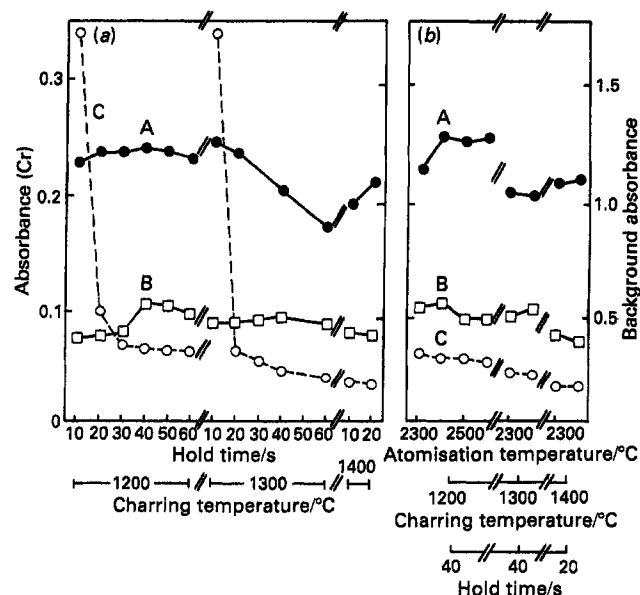 (a)
(b)
0.3
0.2
0.1
0
Absorbance (Cr)
C
A
B
A
B
C
1.5
1.0
0.5
Background absorbance
10 20 30 40 50 60 10 20 30 40 60 10 20
Hold time/s
1200 1300 1400
Charring temperature/°C
2300 2500 2300 2300
Atomisation temperature/°C
1200 1300 1400
Charring temperature/°C
40 40 20
Hold time/s